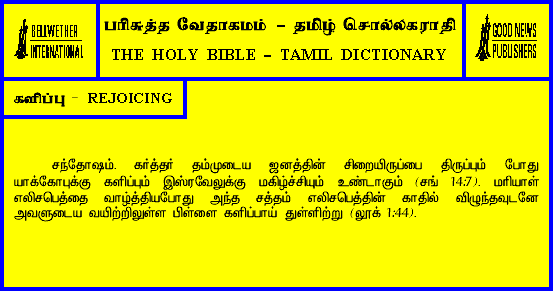 BELLWETHER
INTERNATIONAL
பரிசுத்த வேதாகமம் - தமிழ் சொல்லகராதி
THE HOLY BIBLE - TAMIL DICTIONARY
GOOD NEWS
PUBLISHERS
களிப்பு - REJOICING
சந்தோஷம். கர்த்தர் தம்முடைய ஜனத்தின் சிறையிருப்பை திருப்பும் போது
யாக்கோபுக்கு களிப்பும் இஸ்ரவேலுக்கு மகிழ்ச்சியும் உண்டாகும் (சங் 14:7). மரியாள்
எலிசபெத்தை வாழ்த்தியபோது அந்த சத்தம் எலிசபெத்தின் காதில் விழுந்தவுடனே
அவளுடைய வயிற்றிலுள்ள பிள்ளை களிப்பாய் துள்ளிற்று (லூக் 1:44).